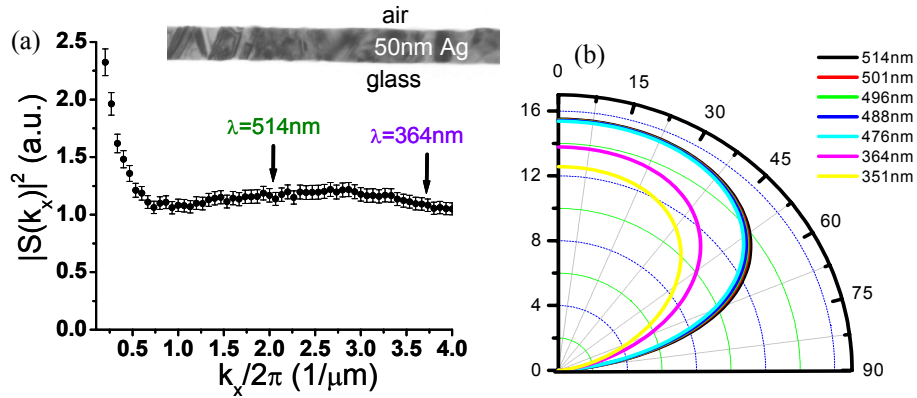 (a)
air
50nm Ag
glass
λ=514nm
λ=364nm
|S(kₓ)|² (a.u.)
2.5
2.0
1.5
1.0
0.5
0.0
0.5 1.0 1.5 2.0 2.5 3.0 3.5 4.0
kₓ/2π (1/μm)
(b)
0 15 30 45 60 75 90
16
12
8
4
0
514nm
501nm
496nm
488nm
476nm
364nm
351nm